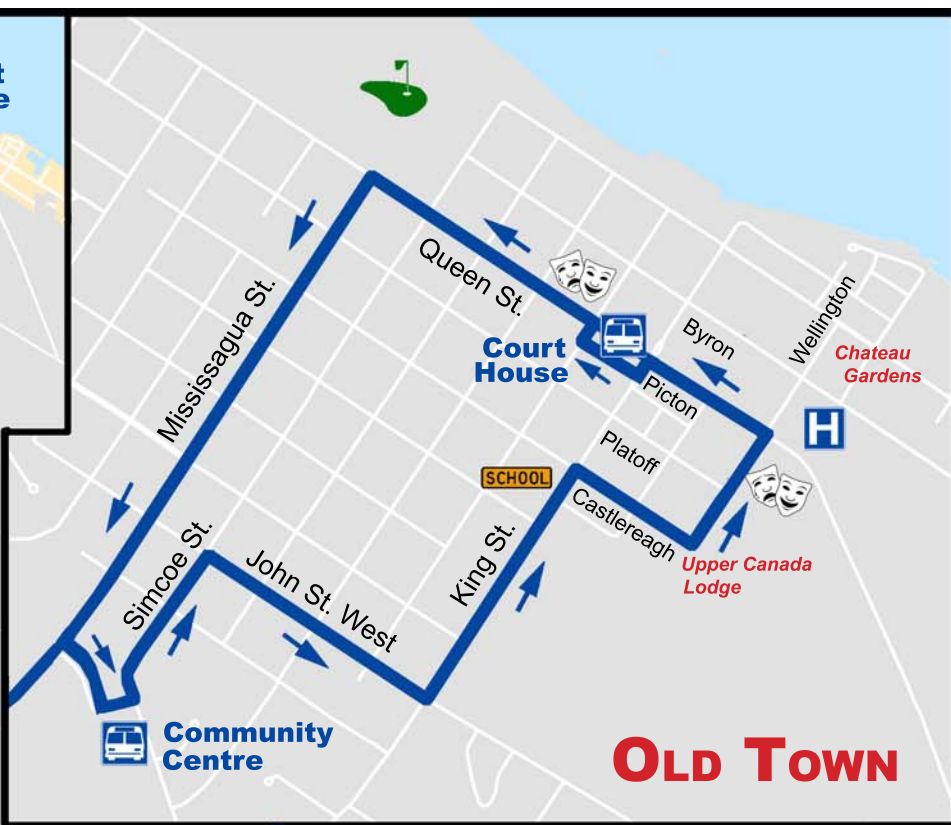 Queen St.
Mississagua St.
Court
House
Byron
Wellington
Chateau
Gardens
H
Picton
Platoff
SCHOOL
Castlereagh
King St.
Upper Canada
Lodge
Simcoe St.
John St. West
Community
Centre
OLD TOWN